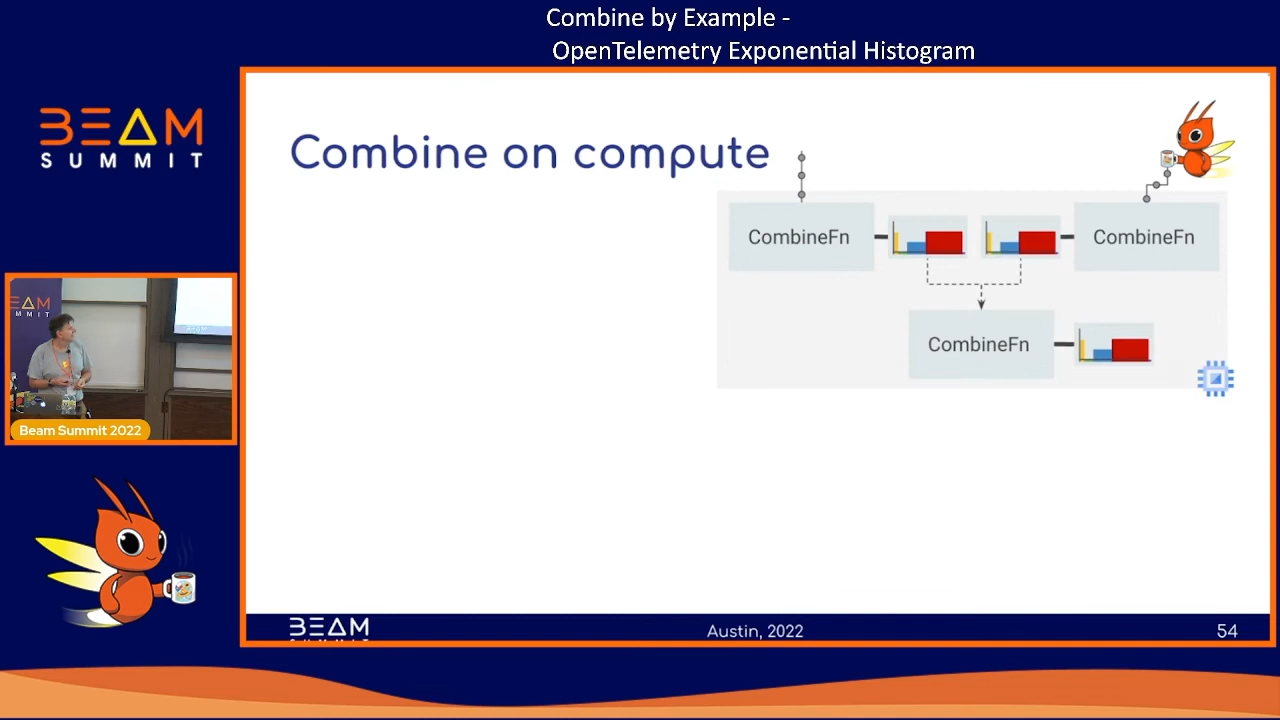 Combine by Example -
OpenTelemetry Exponential Histogram
BEAM
SUMMIT
Combine on compute
CombineFn
CombineFn
CombineFn
Beam Summit 2022
BEAM
Austin, 2022
54